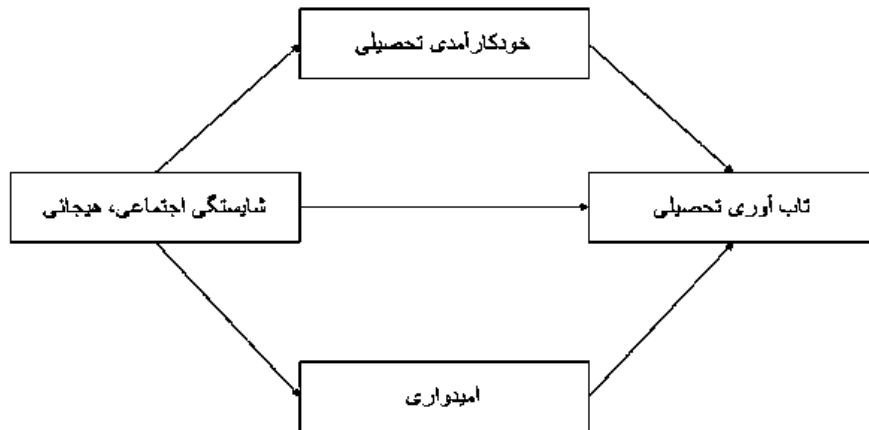 خودکارآمدی تحصیلی
شایستگی اجتماعی، هیجانی
تاب آوری تحصیلی
امیدواری